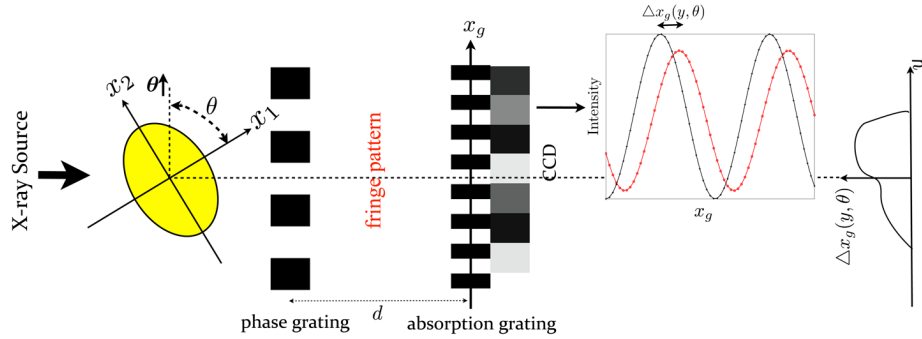 X-ray Source
x₂
θ
θ
x₁
phase grating
fringe pattern
d
x_g
absorption grating
CCD
△x_g(y, θ)
Intensity
x_g
△x_g(y, θ)
y